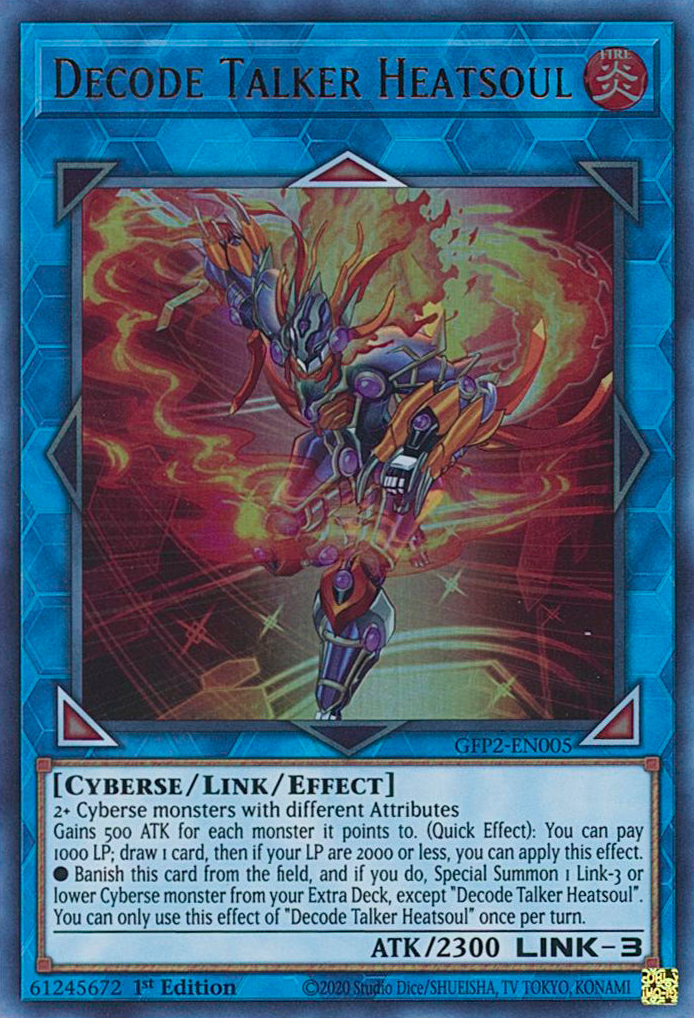 Decode Talker Heatsoul
FIRE
炎
GFP2-EN005
[Cyberse/Link/Effect]
2+ Cyberse monsters with different Attributes
Gains 500 ATK for each monster it points to. (Quick Effect): You can pay
1000 LP; draw 1 card, then if your LP are 2000 or less, you can apply this effect.
● Banish this card from the field, and if you do, Special Summon 1 Link-3 or
lower Cyberse monster from your Extra Deck, except "Decode Talker Heatsoul".
You can only use this effect of "Decode Talker Heatsoul" once per turn.
ATK/2300 LINK-3
61245672 1st Edition ©2020 Studio Dice/SHUEISHA, TV TOKYO, KONAMI